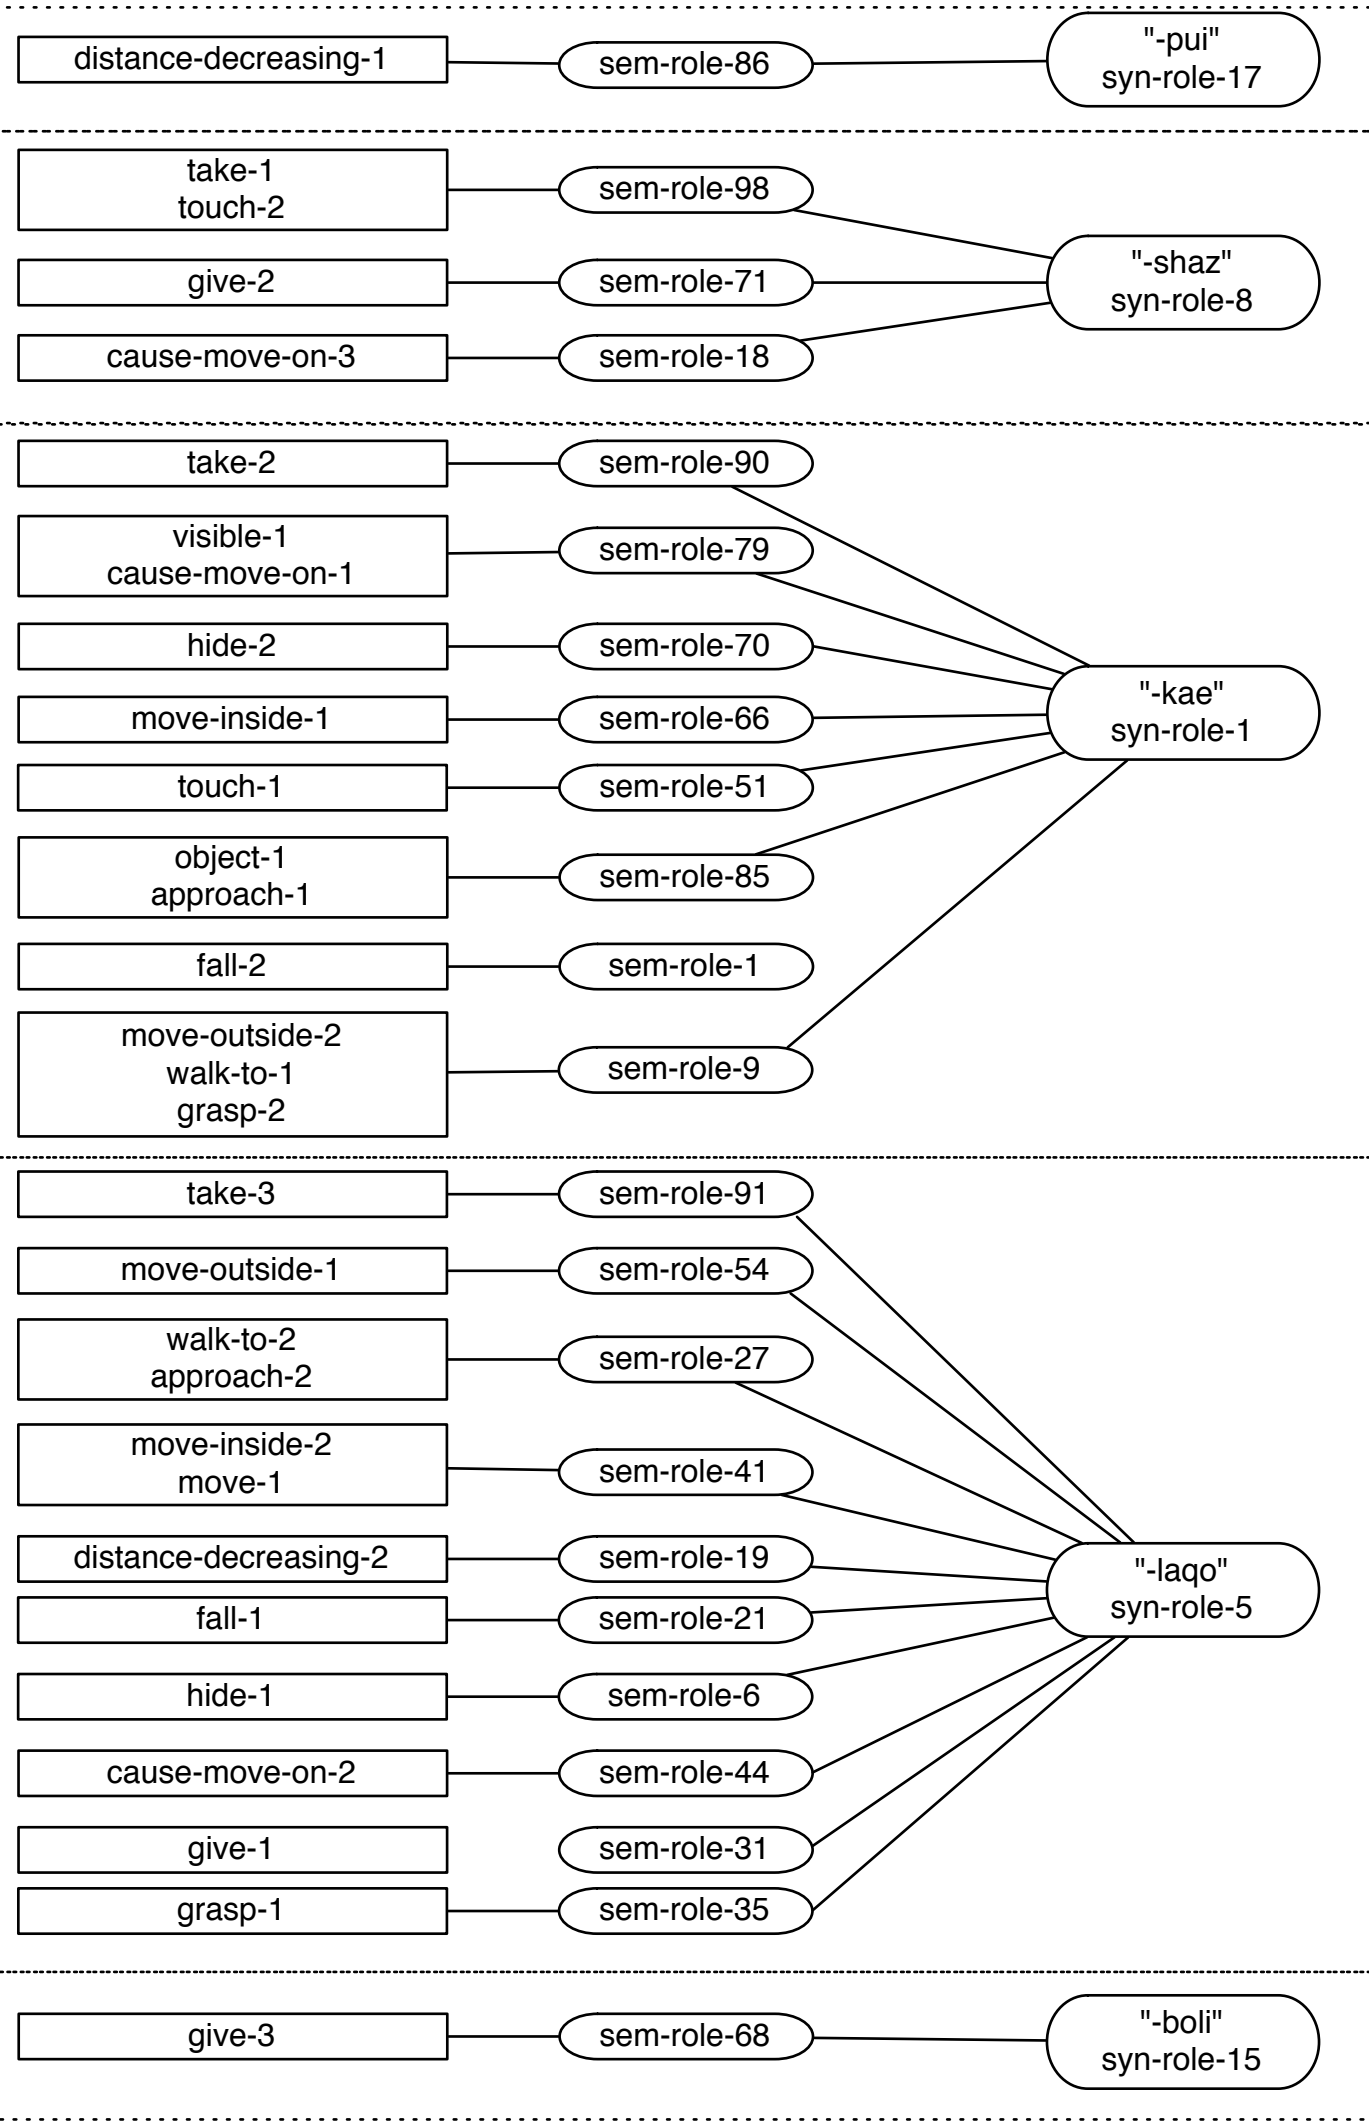 distance-decreasing-1
sem-role-86
"-pui"
syn-role-17
take-1
touch-2
sem-role-98
give-2
sem-role-71
"-shaz"
syn-role-8
cause-move-on-3
sem-role-18
take-2
sem-role-90
visible-1
cause-move-on-1
sem-role-79
hide-2
sem-role-70
move-inside-1
sem-role-66
"-kae"
syn-role-1
touch-1
sem-role-51
object-1
approach-1
sem-role-85
fall-2
sem-role-1
move-outside-2
walk-to-1
grasp-2
sem-role-9
take-3
sem-role-91
move-outside-1
sem-role-54
walk-to-2
approach-2
sem-role-27
move-inside-2
move-1
sem-role-41
distance-decreasing-2
sem-role-19
"-laqo"
syn-role-5
fall-1
sem-role-21
hide-1
sem-role-6
cause-move-on-2
sem-role-44
give-1
sem-role-31
grasp-1
sem-role-35
give-3
sem-role-68
"-boli"
syn-role-15